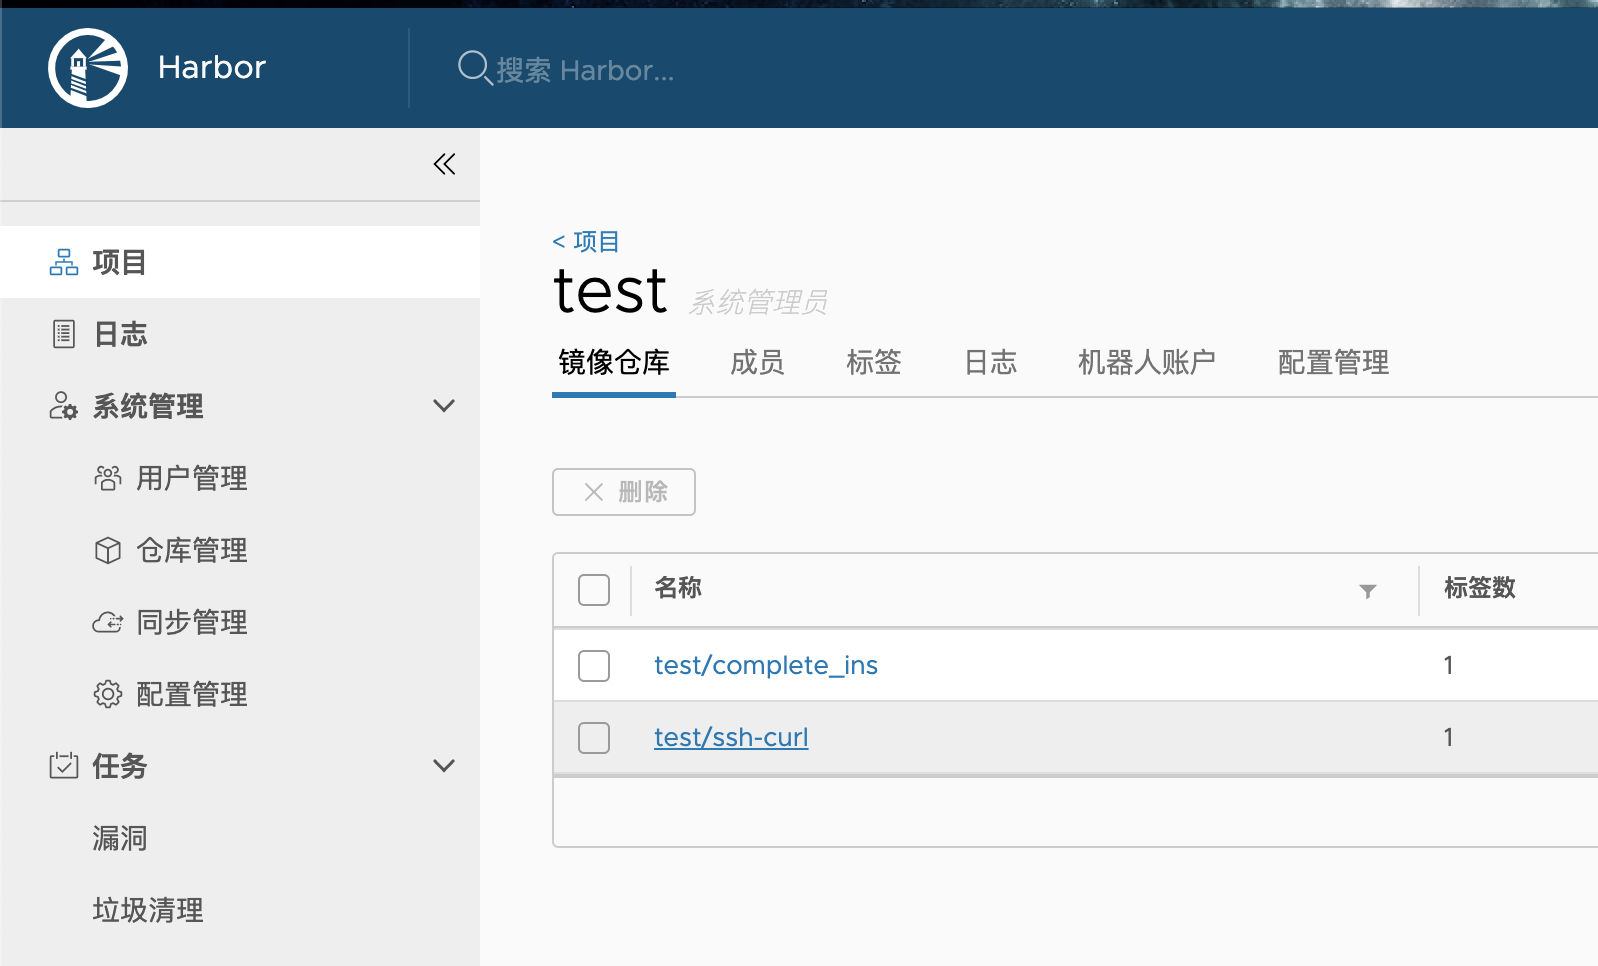 Harbor
搜索 Harbor...
项目
日志
系统管理
用户管理
仓库管理
同步管理
配置管理
任务
漏洞
垃圾清理
< 项目
test 系统管理员
镜像仓库 成员 标签 日志 机器人账户 配置管理
删除
名称 标签数
test/complete_ins 1
test/ssh-curl 1